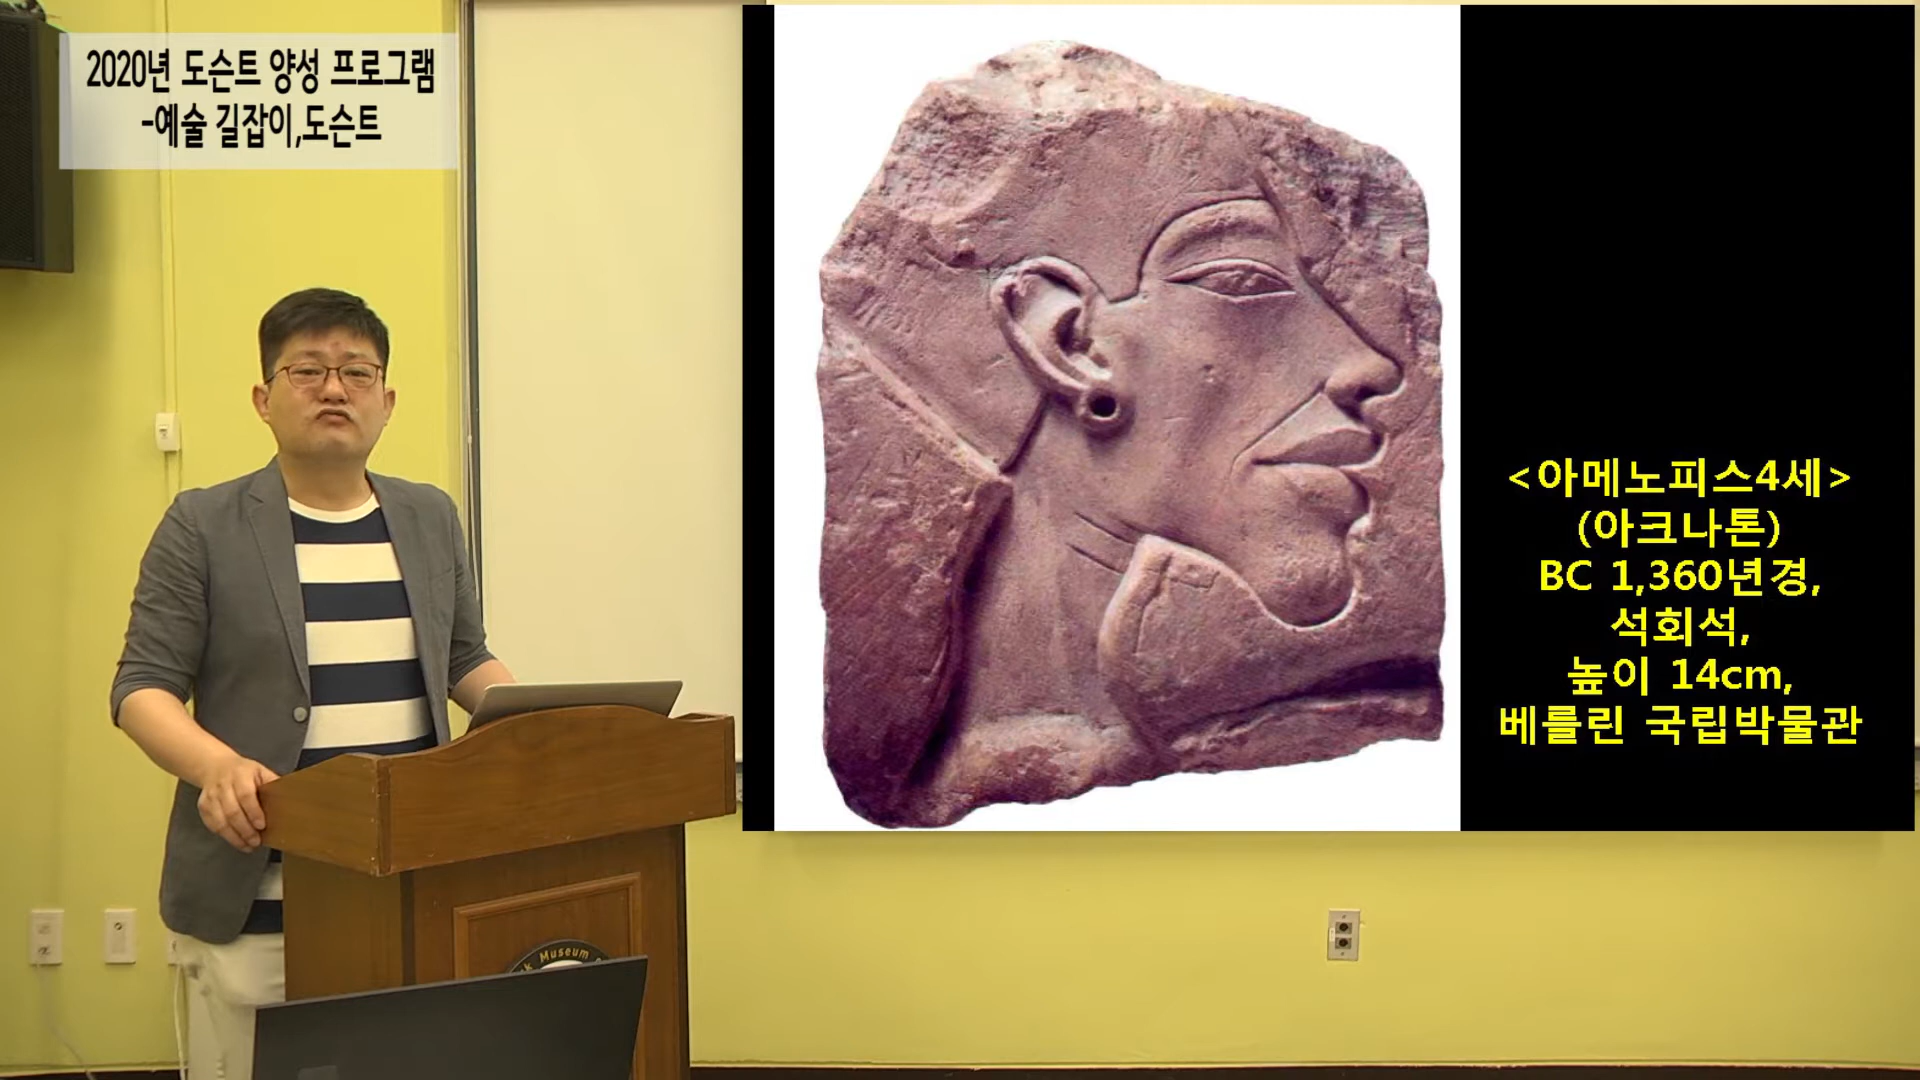 2020년 도슨트 양성 프로그램
-예술 길잡이,도슨트
<아메노피스4세>
(아크나톤)
BC 1,360년경,
석회석,
높이 14cm,
베를린 국립박물관
Museum